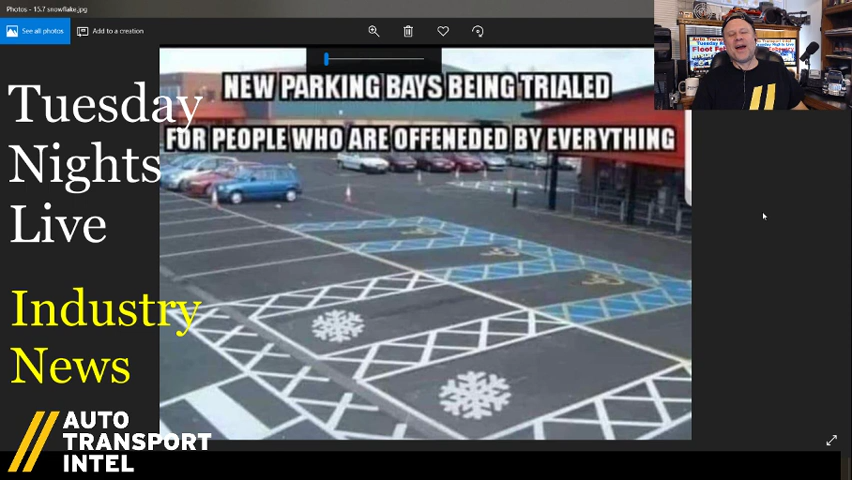 Photos - 15.7 snowflake.jpg
See all photos
Add to a creation
NEW PARKING BAYS BEING TRIALED
FOR PEOPLE WHO ARE OFFENEDED BY EVERYTHING
Tuesday
Nights
Live
Industry
News
AUTO
TRANSPORT
INTEL